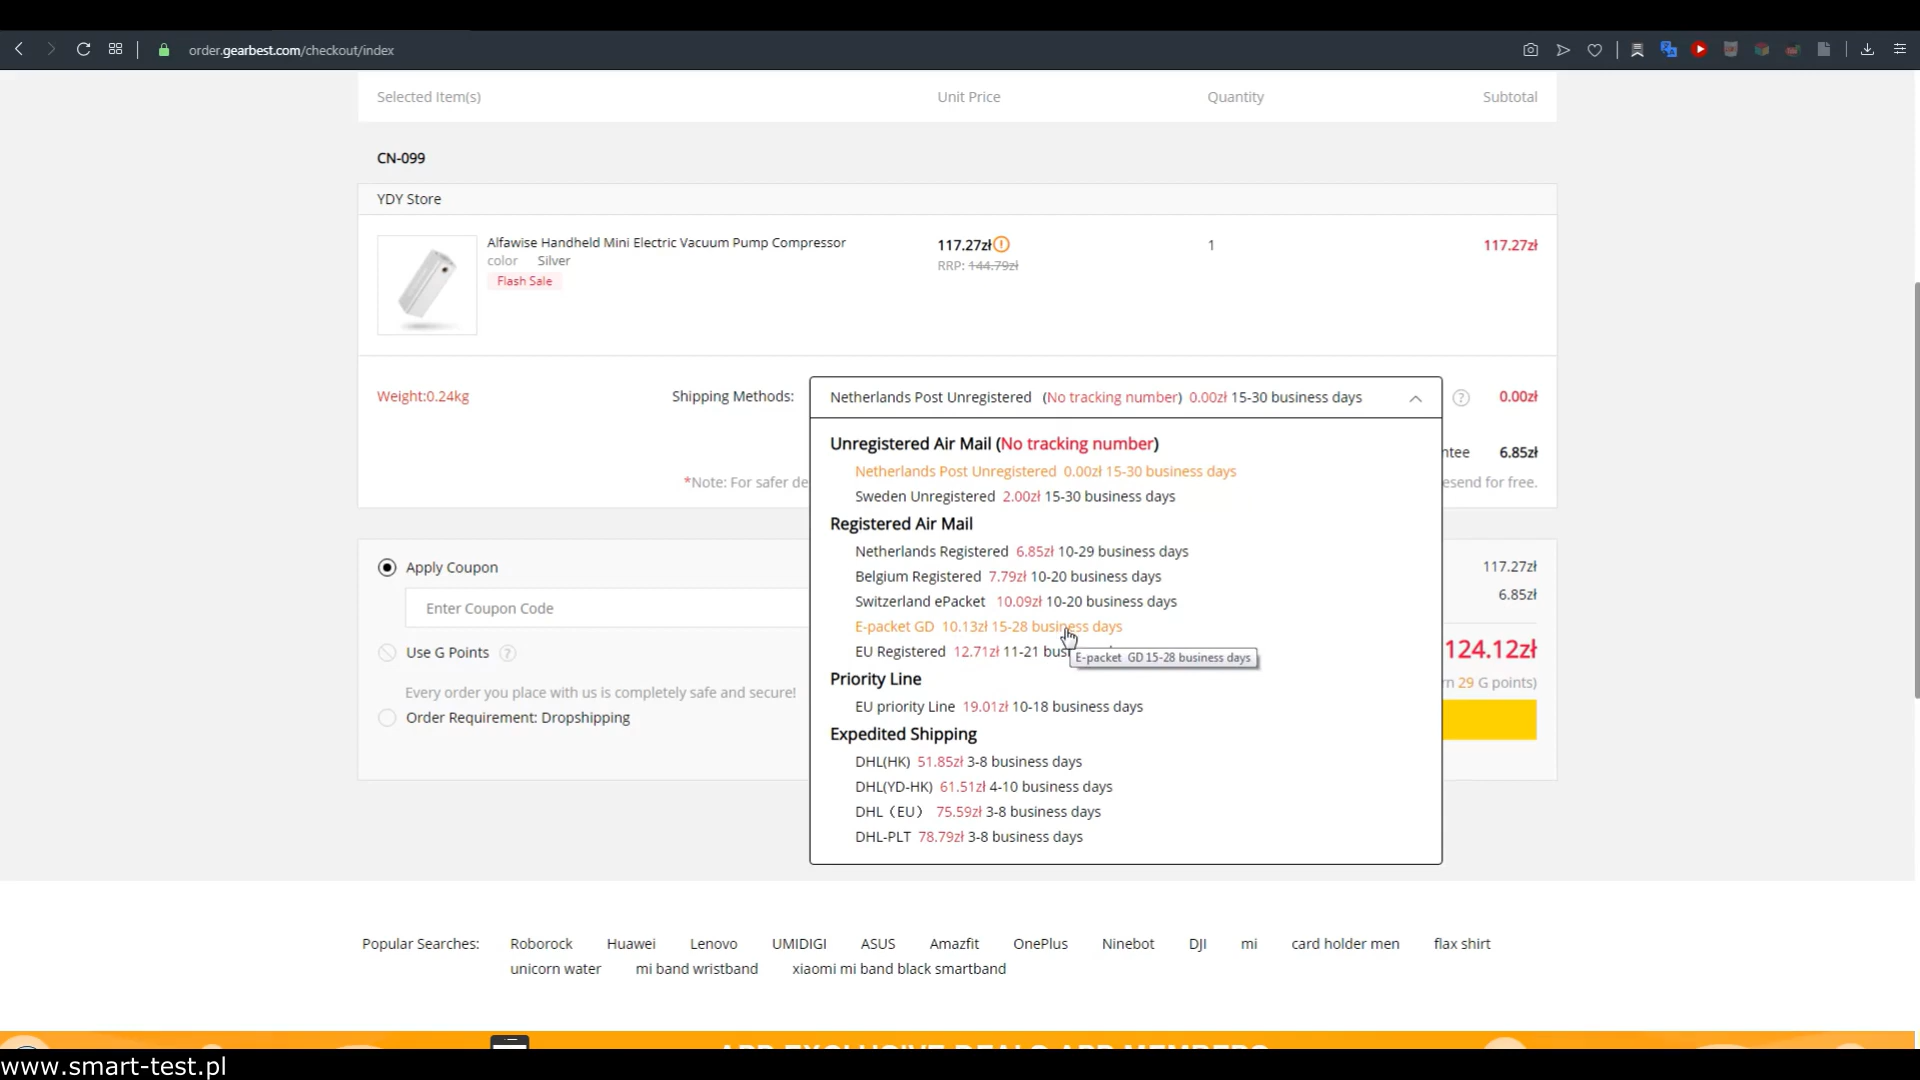 order.gearbest.com/checkout/index
Selected Item(s) Unit Price Quantity Subtotal
CN-099
YDY Store
Alfawise Handheld Mini Electric Vacuum Pump Compressor 117.27zł 1 117.27zł
color Silver RRP: 144.79zł
Flash Sale
Weight:0.24kg Shipping Methods: Netherlands Post Unregistered (No tracking number) 0.00zł 15-30 business days ? 0.00zł
Unregistered Air Mail (No tracking number) ntee 6.85zł
Netherlands Post Unregistered 0.00zł 15-30 business days
*Note: For safer de esend for free.
Sweden Unregistered 2.00zł 15-30 business days
Registered Air Mail
Netherlands Registered 6.85zł 10-29 business days
Apply Coupon 117.27zł
Belgium Registered 7.79zł 10-20 business days
6.85zł
Switzerland ePacket 10.09zł 10-20 business days
Enter Coupon Code
E-packet GD 10.13zł 15-28 business days
EU Registered 12.71zł 11-21 bus
Use G Points ? 124.12zł
E-packet GD 15-28 business days
Priority Line n 29 G points)
Every order you place with us is completely safe and secure!
EU priority Line 19.01zł 10-18 business days
Order Requirement: Dropshipping
Expedited Shipping
DHL(HK) 51.85zł 3-8 business days
DHL(YD-HK) 61.51zł 4-10 business days
DHL（EU） 75.59zł 3-8 business days
DHL-PLT 78.79zł 3-8 business days
Popular Searches: Roborock Huawei Lenovo UMIDIGI ASUS Amazfit OnePlus Ninebot DJI mi card holder men flax shirt
unicorn water mi band wristband xiaomi mi band black smartband
APP EXCLUSIVE DEALS APP MEMBERS
www.smart-test.pl